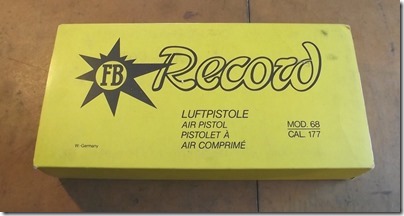 FB Record
LUFTPISTOLE
AIR PISTOL
PISTOLET À
AIR COMPRIMÉ
MOD. 68
CAL. 177
W.-Germany